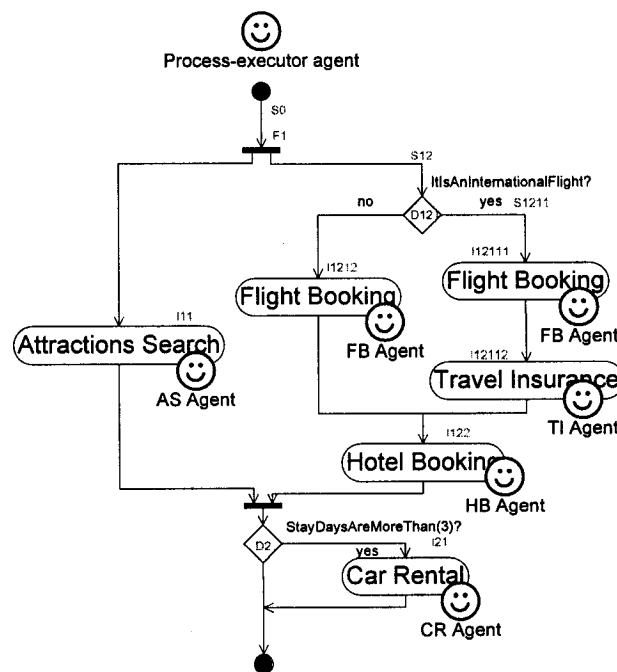 Process-executor agent
S0
F1
S12
ItIsAnInternationalFlight?
no
D12
yes
S1211
I1212
I12111
Flight Booking
Flight Booking
FB Agent
FB Agent
I11
Attractions Search
AS Agent
I12112
Travel Insurance
TI Agent
I122
Hotel Booking
HB Agent
StayDaysAreMoreThan(3)?
D2
yes
I21
Car Rental
CR Agent